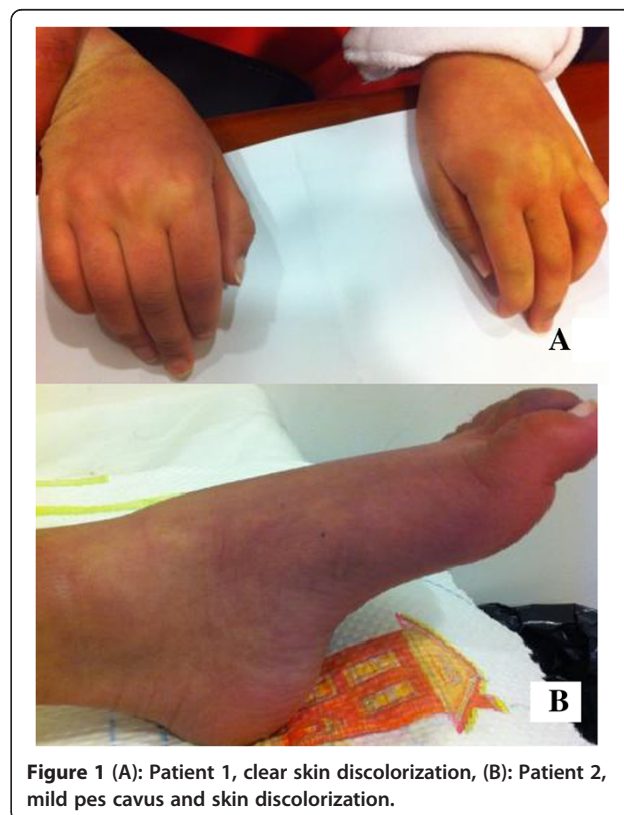 A
B
Figure 1 (A): Patient 1, clear skin discolorization, (B): Patient 2,
mild pes cavus and skin discolorization.